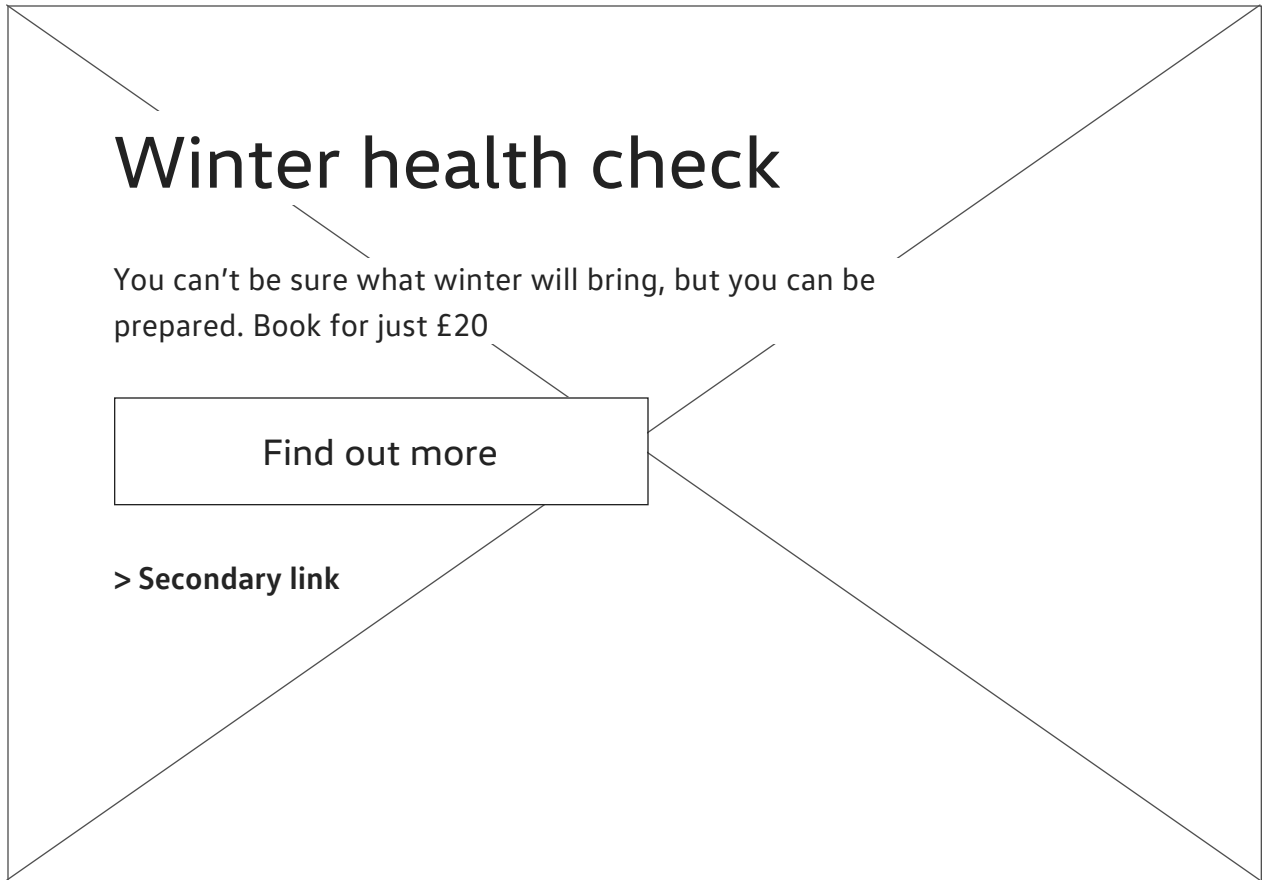 Winter health check
You can’t be sure what winter will bring, but you can be
prepared. Book for just £20
Find out more
> Secondary link